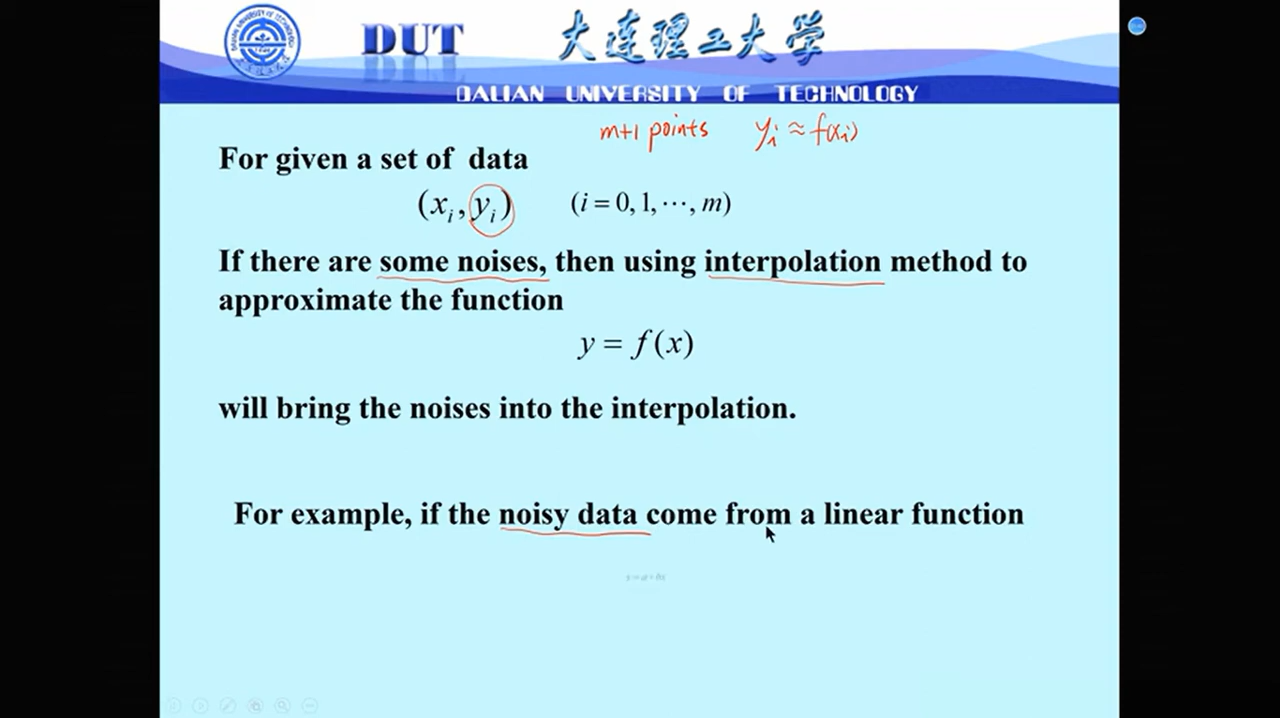 DUT 大连理工大学
DALIAN UNIVERSITY OF TECHNOLOGY
m+1 points yᵢ ≈ f(xᵢ)
For given a set of data
(xᵢ, yᵢ) (i = 0, 1, ⋯, m)
If there are some noises, then using interpolation method to
approximate the function
y = f(x)
will bring the noises into the interpolation.
For example, if the noisy data come from a linear function